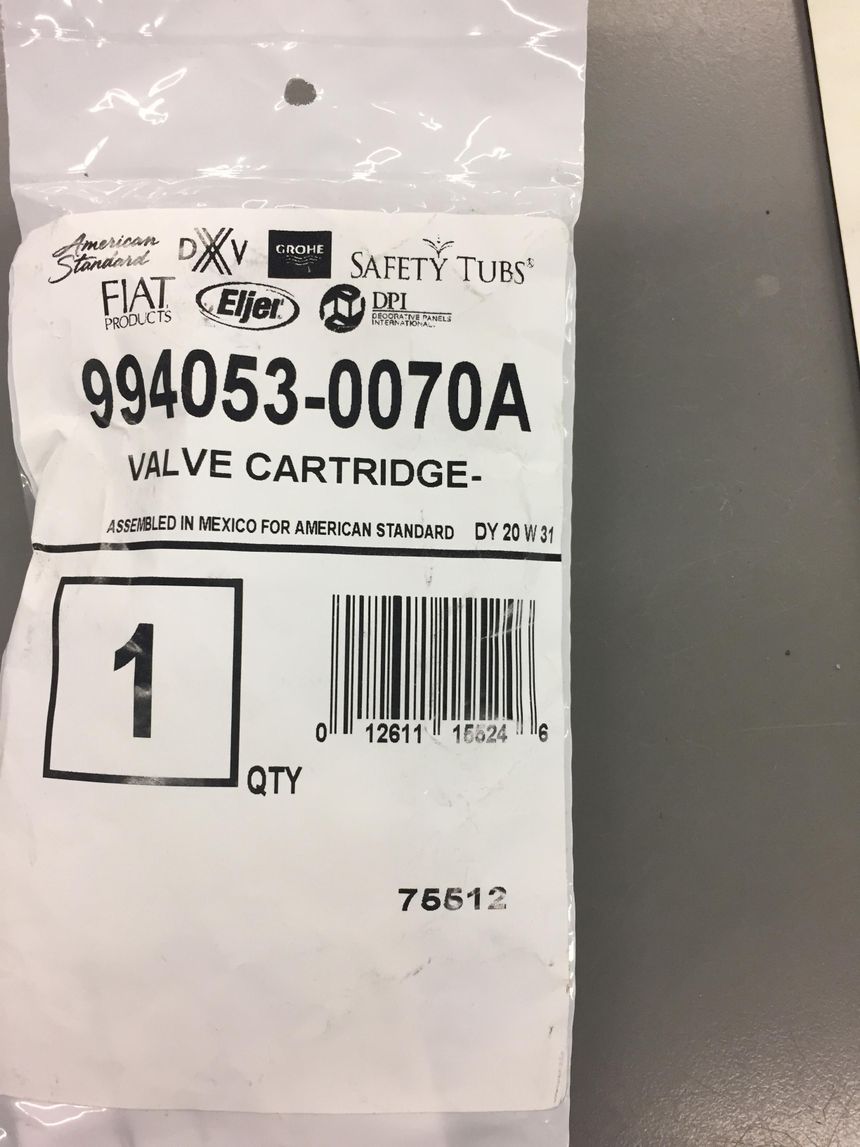 American Standard
DXV
GROHE
SAFETY TUBS®
FIAT PRODUCTS
Eljer
DPI
DECORATIVE PANELS INTERNATIONAL
994053-0070A
VALVE CARTRIDGE-
ASSEMBLED IN MEXICO FOR AMERICAN STANDARD DY 20 W 31
1
QTY
0 12611 15524 6
75512